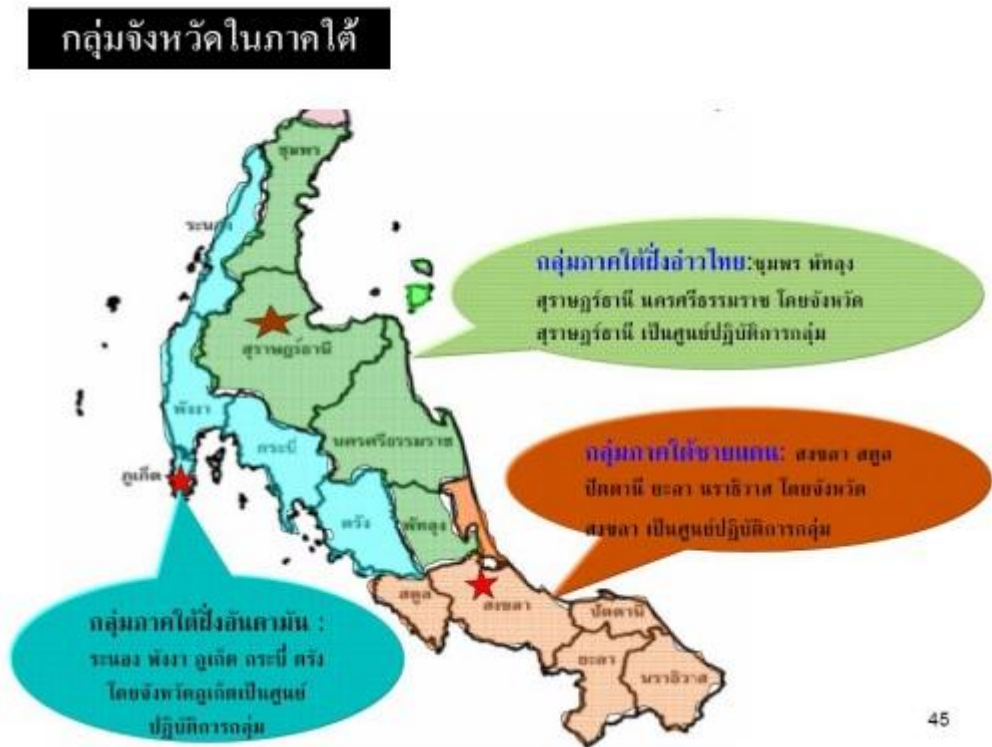 กลุ่มจังหวัดในภาคใต้
ชุมพร
ระนอง
กลุ่มภาคใต้ฝั่งอ่าวไทย:ชุมพร พัทลุง
สุราษฎร์ธานี นครศรีธรรมราช โดยจังหวัด
สุราษฎร์ธานี เป็นศูนย์ปฏิบัติการกลุ่ม
สุราษฎร์ธานี
พังงา
กระบี่
นครศรีธรรมราช
ภูเก็ต
ตรัง
พัทลุง
กลุ่มภาคใต้ชายแดน: สงขลา สตูล
ปัตตานี ยะลา นราธิวาส โดยจังหวัด
สงขลา เป็นศูนย์ปฏิบัติการกลุ่ม
สตูล
สงขลา
ปัตตานี
ยะลา
นราธิวาส
กลุ่มภาคใต้ฝั่งอันดามัน :
ระนอง พังงา ภูเก็ต กระบี่ ตรัง
โดยจังหวัดภูเก็ตเป็นศูนย์
ปฏิบัติการกลุ่ม
45